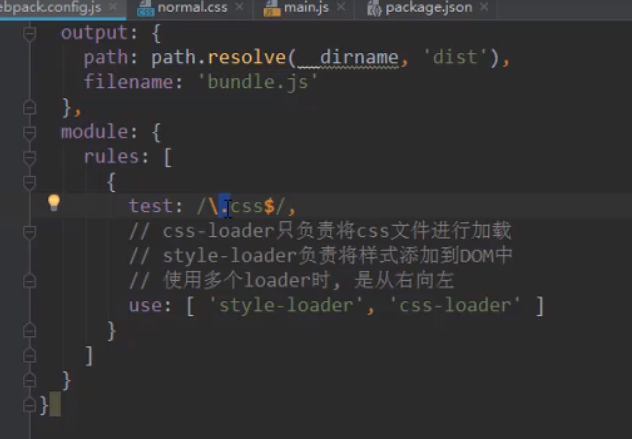 ebpack.config.js normal.css main.js package.json
output: {
path: path.resolve(__dirname, 'dist'),
filename: 'bundle.js'
},
module: {
rules: [
{
test: /\.css$/,
// css-loader只负责将css文件进行加载
// style-loader负责将样式添加到DOM中
// 使用多个loader时, 是从右向左
use: [ 'style-loader', 'css-loader' ]
}
]
}
}